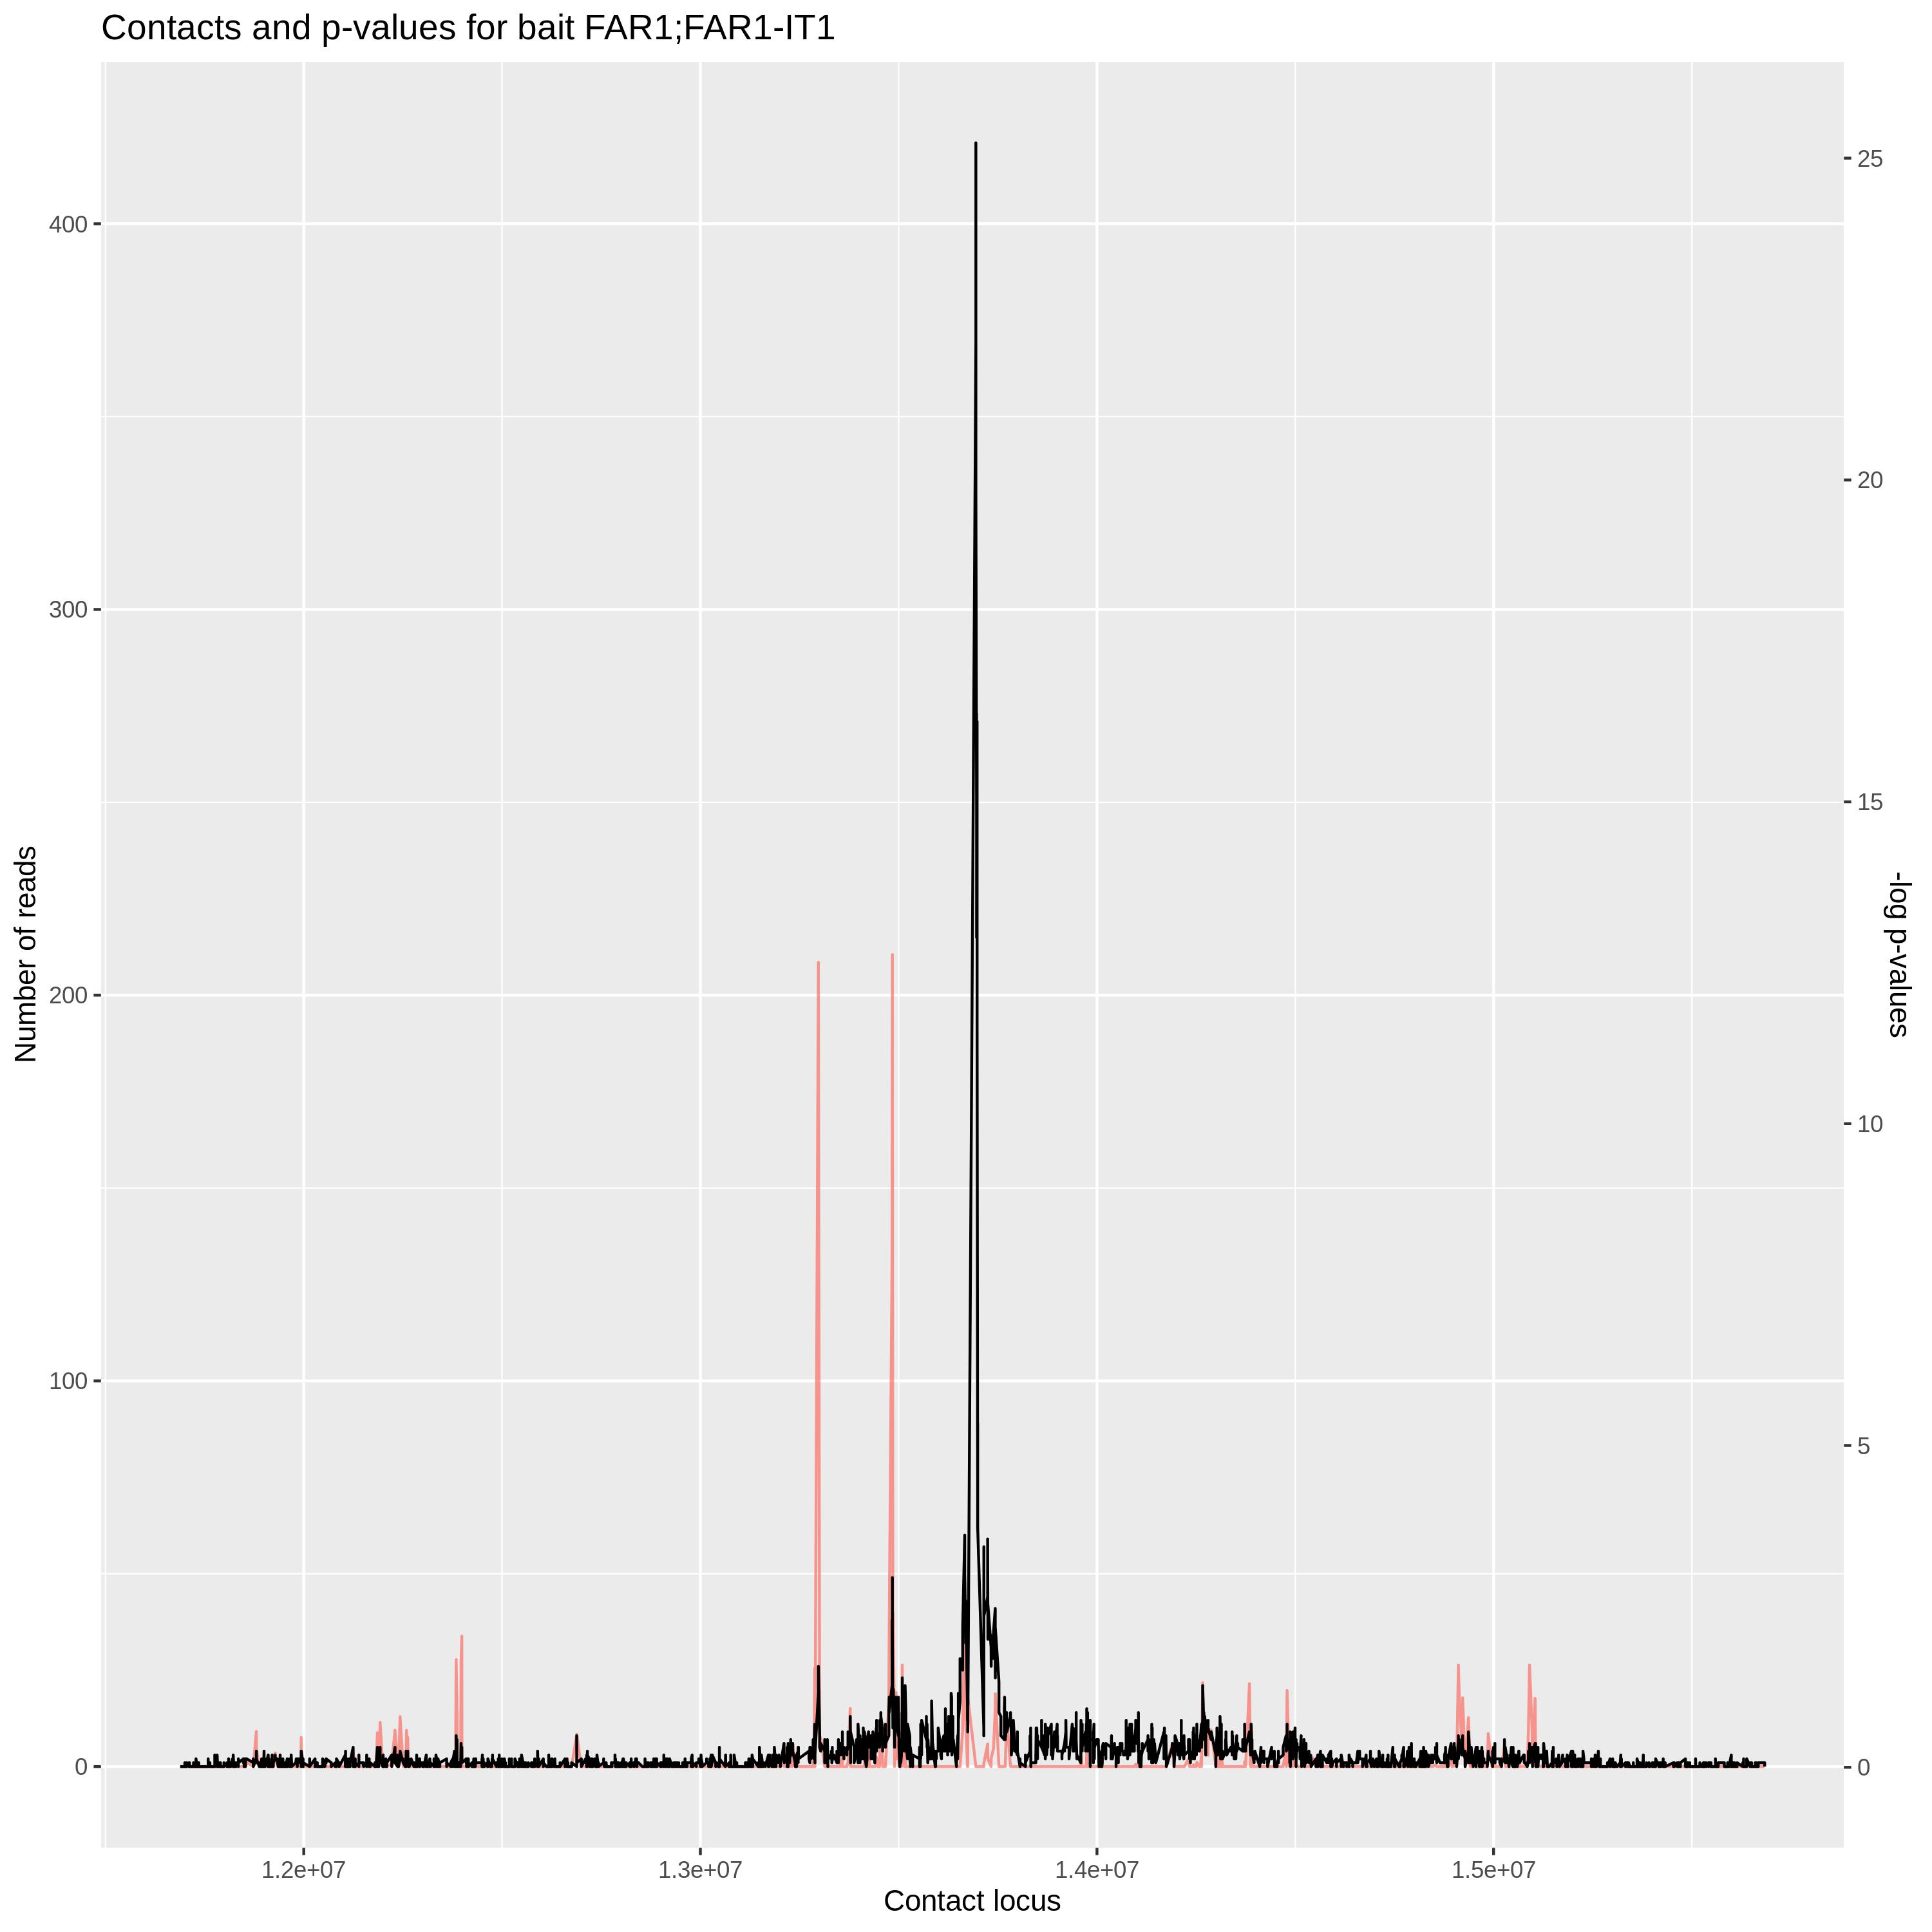 Contacts and p-values for bait FAR1;FAR1-IT1
400
300
200
100
0
Number of reads
25
20
15
10
5
0
-log p-values
1.2e+07
1.3e+07
1.4e+07
1.5e+07
Contact locus